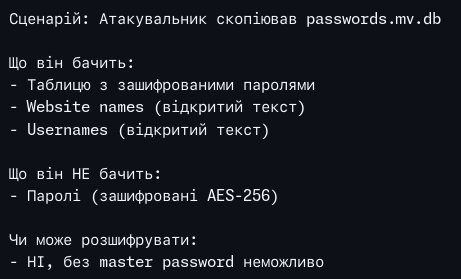 Сценарій: Атакувальник скопіював passwords.mv.db
Що він бачить:
- Таблицю з зашифрованими паролями
- Website names (відкритий текст)
- Usernames (відкритий текст)
Що він НЕ бачить:
- Паролі (зашифровані AES-256)
Чи може розшифрувати:
- НІ, без master password неможливо